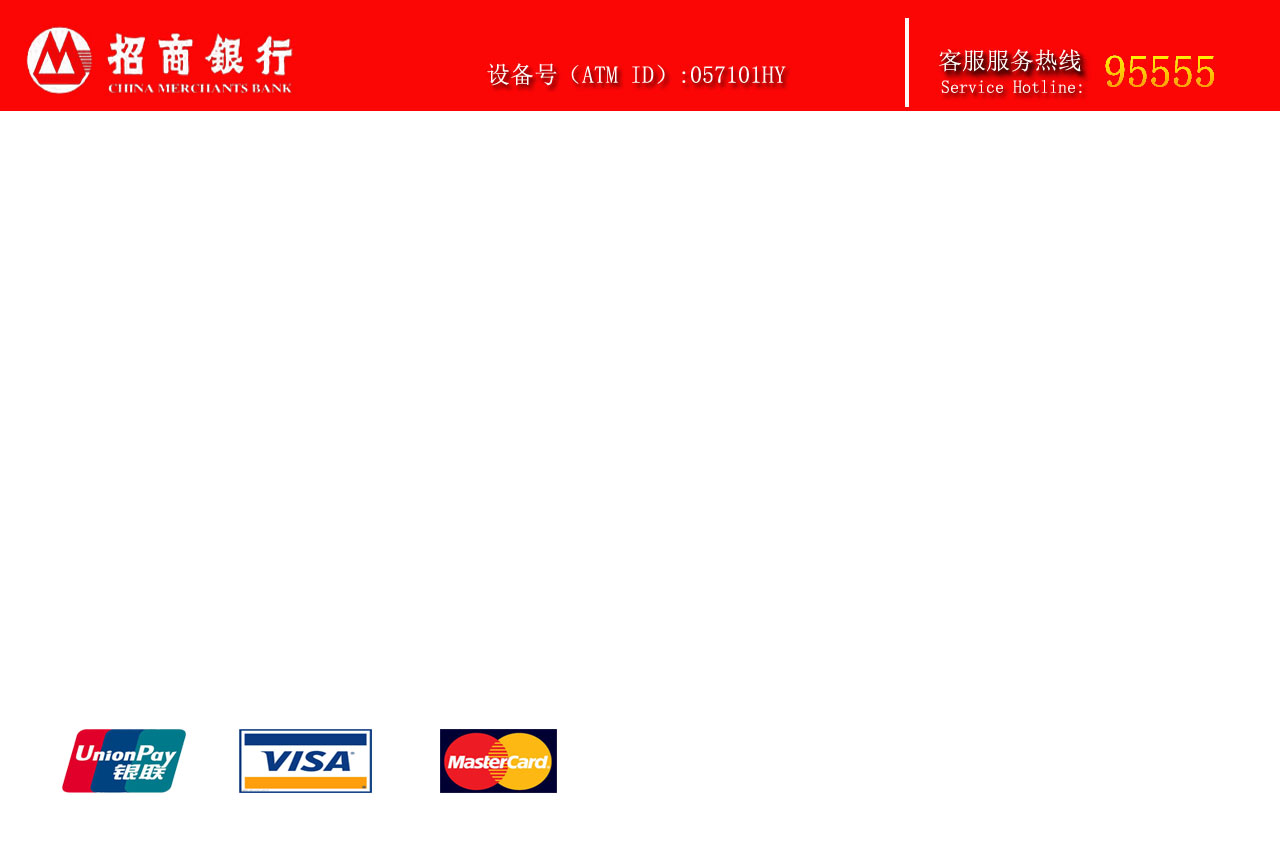 招商銀行
CHINA MERCHANTS BANK
设备号（ATM ID）:057101HY
客服服务热线
Service Hotline:
95555
UnionPay
银联
VISA
MasterCard